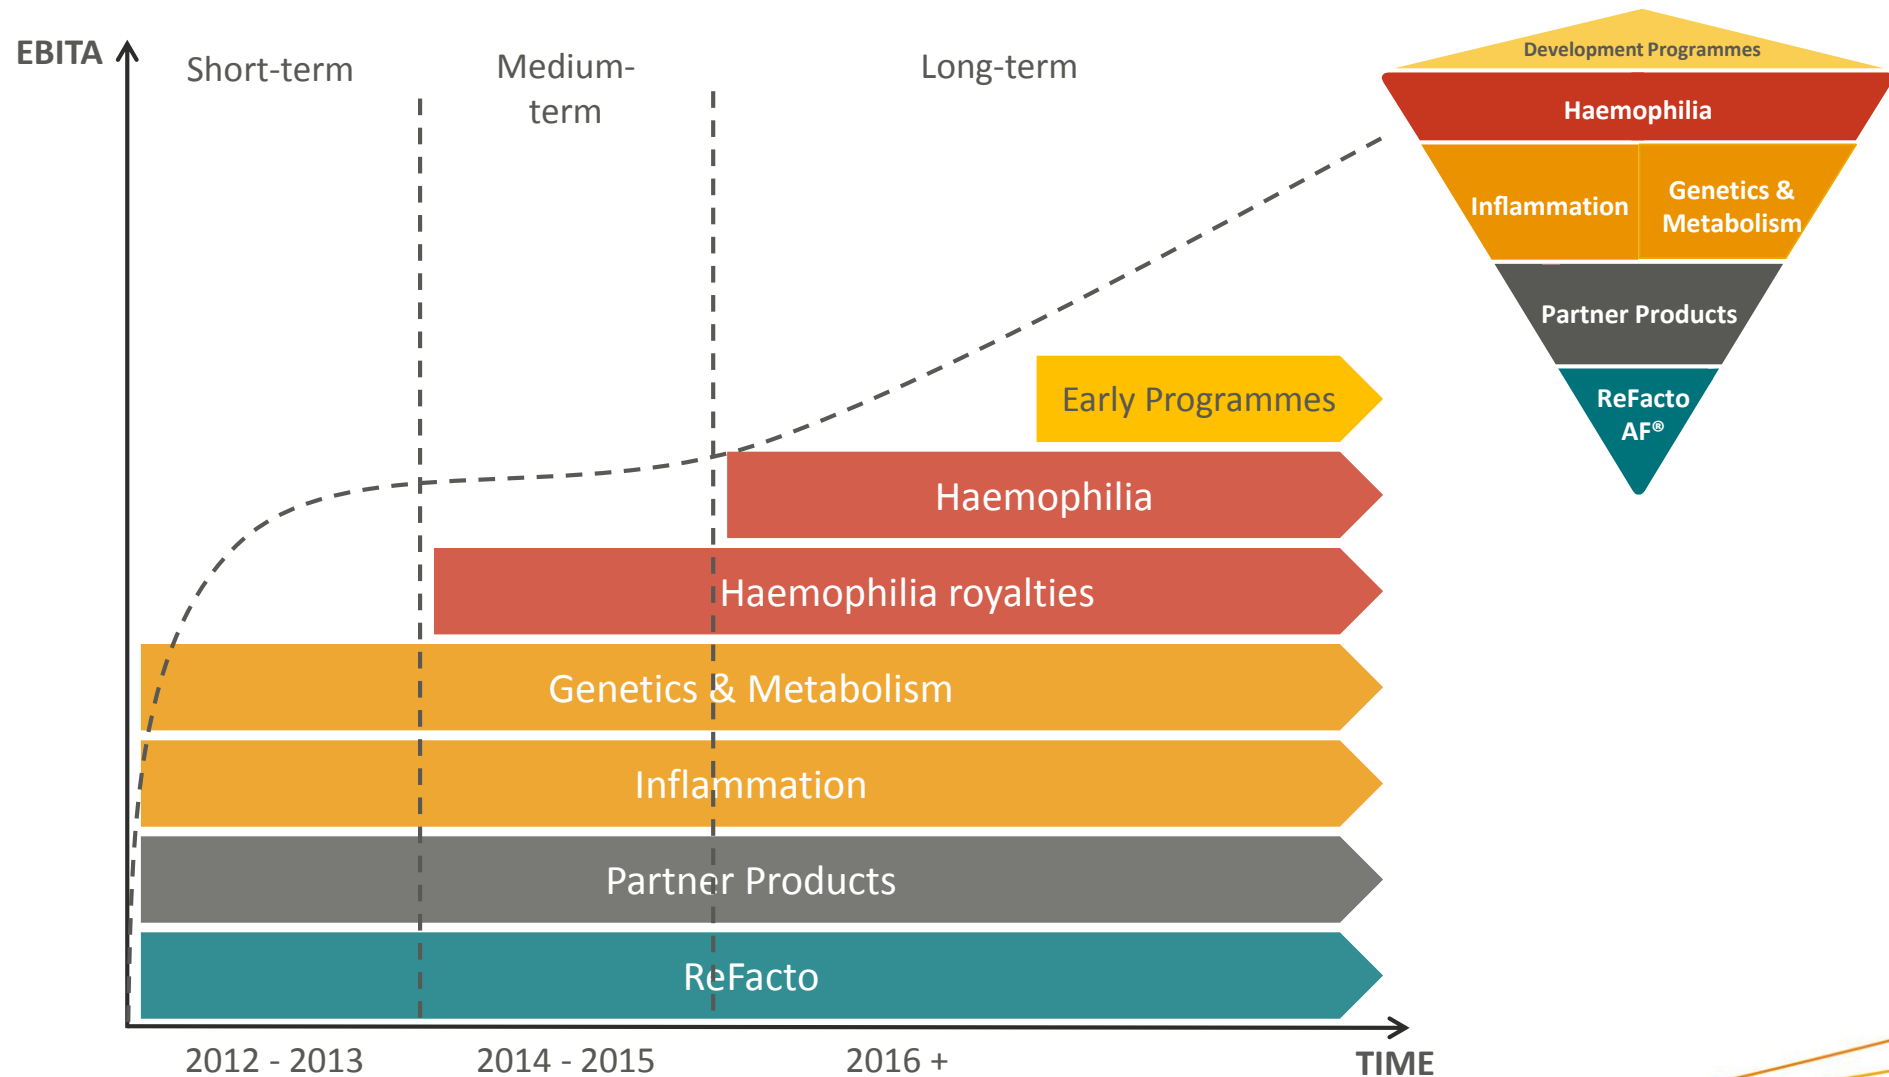 EBITA
Short-term
Medium-
term
Long-term
Development Programmes
Haemophilia
Inflammation
Genetics &
Metabolism
Partner Products
ReFacto
AF®
Early Programmes
Haemophilia
Haemophilia royalties
Genetics & Metabolism
Inflammation
Partner Products
ReFacto
2012 - 2013
2014 - 2015
2016 +
TIME